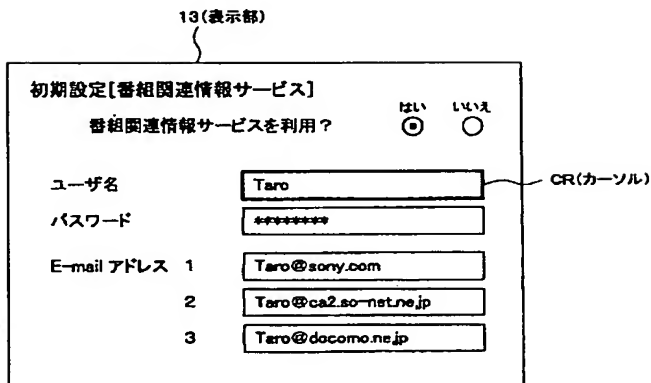 13(表示部)
初期設定[番組関連情報サービス]
はい いいえ
番組関連情報サービスを利用?
ユーザ名 Taro CR(カーソル)
パスワード ********
E-mail アドレス 1 Taro@sony.com
2 Taro@ca2.so-net.ne.jp
3 Taro@docomo.ne.jp